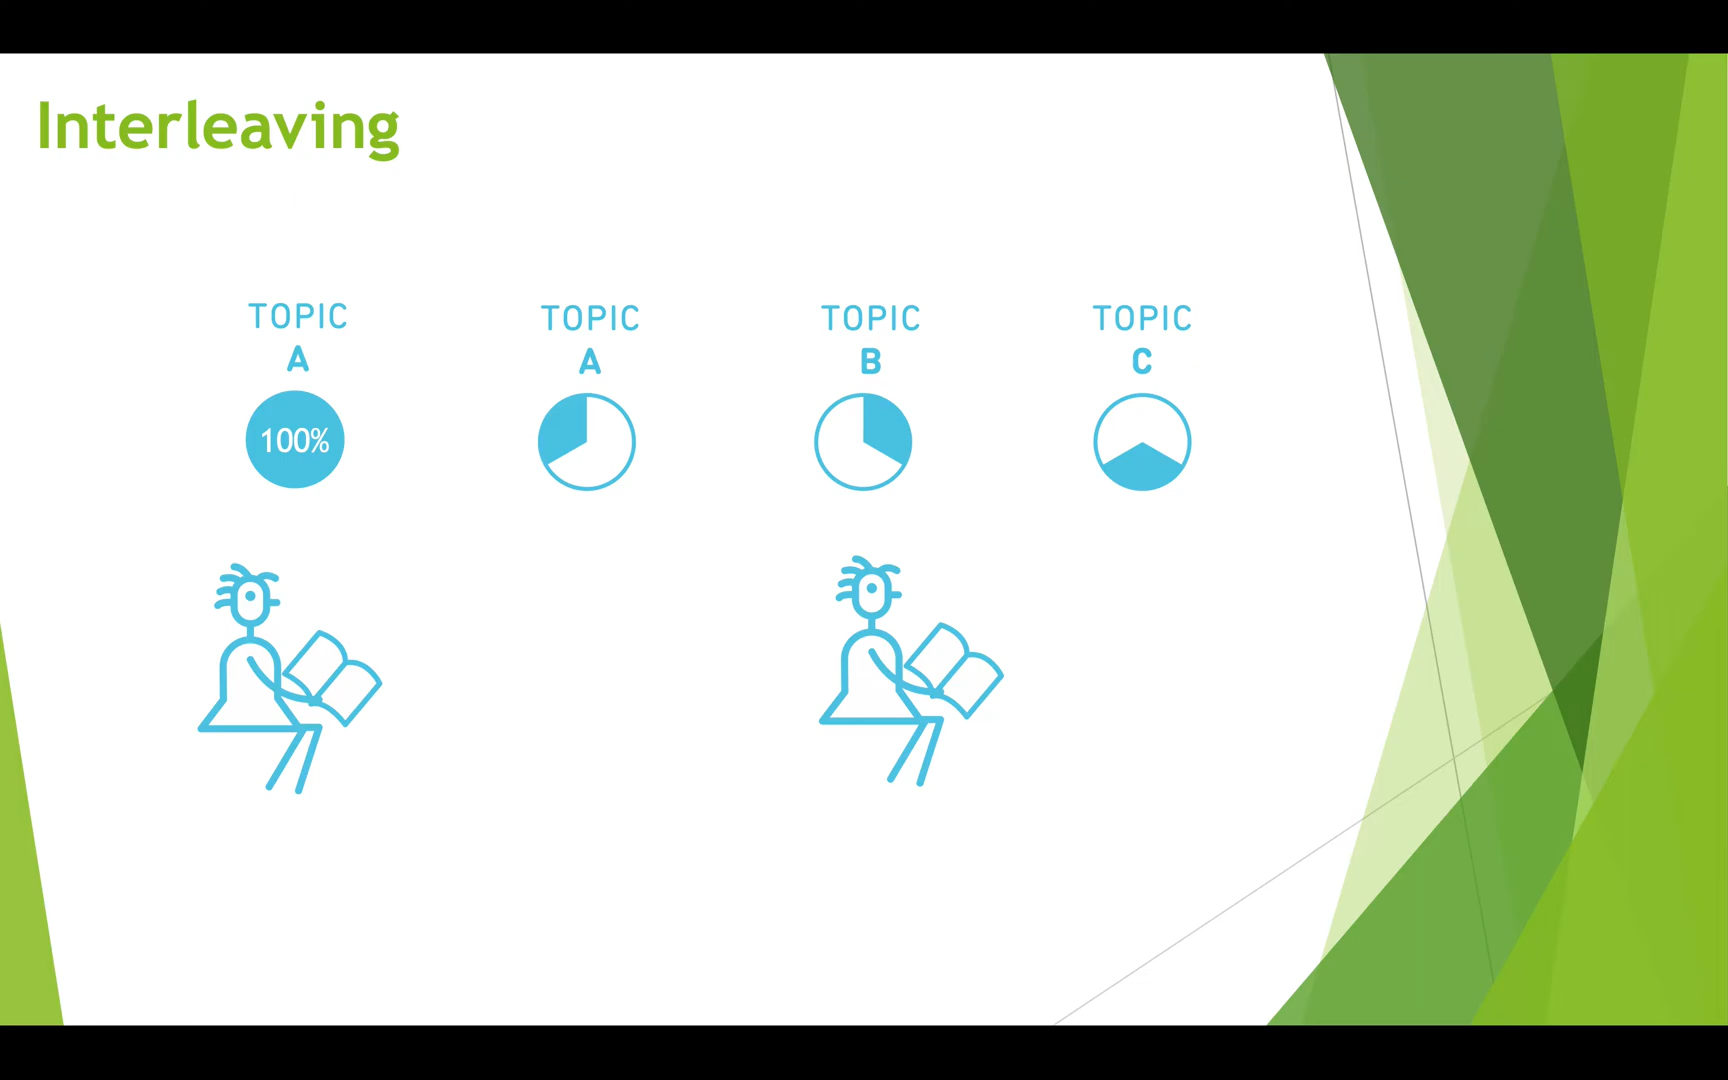 Interleaving
TOPIC
A
100%
TOPIC
A
TOPIC
B
TOPIC
C